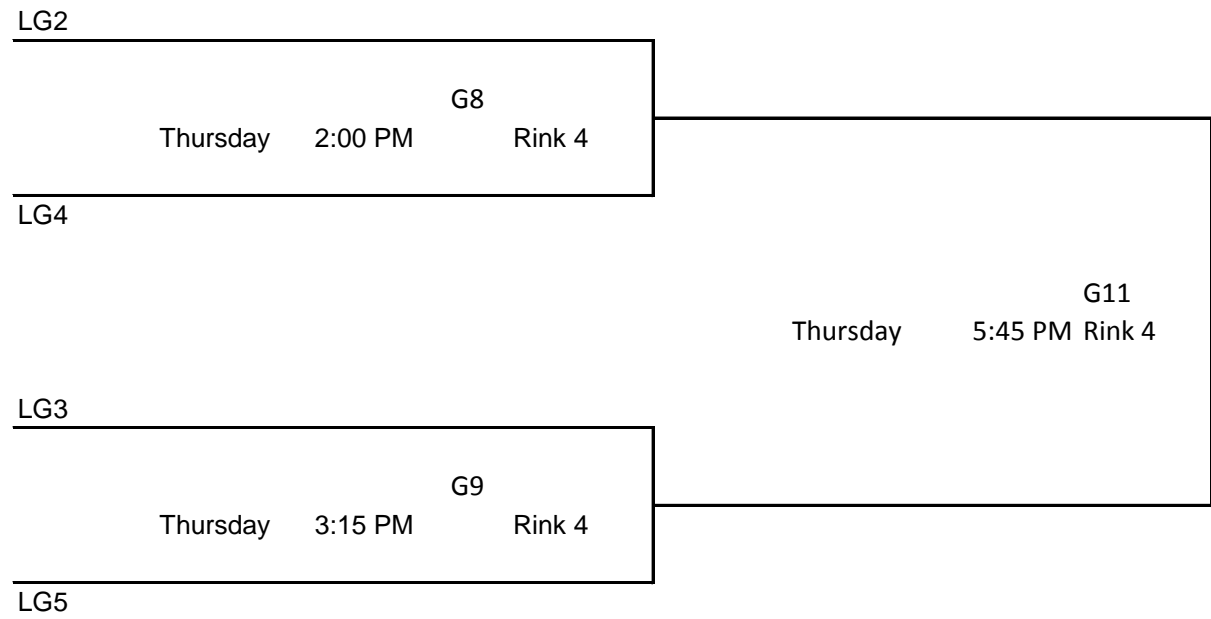 LG2
G8
Thursday 2:00 PM Rink 4
LG4
G11
Thursday 5:45 PM Rink 4
LG3
G9
Thursday 3:15 PM Rink 4
LG5